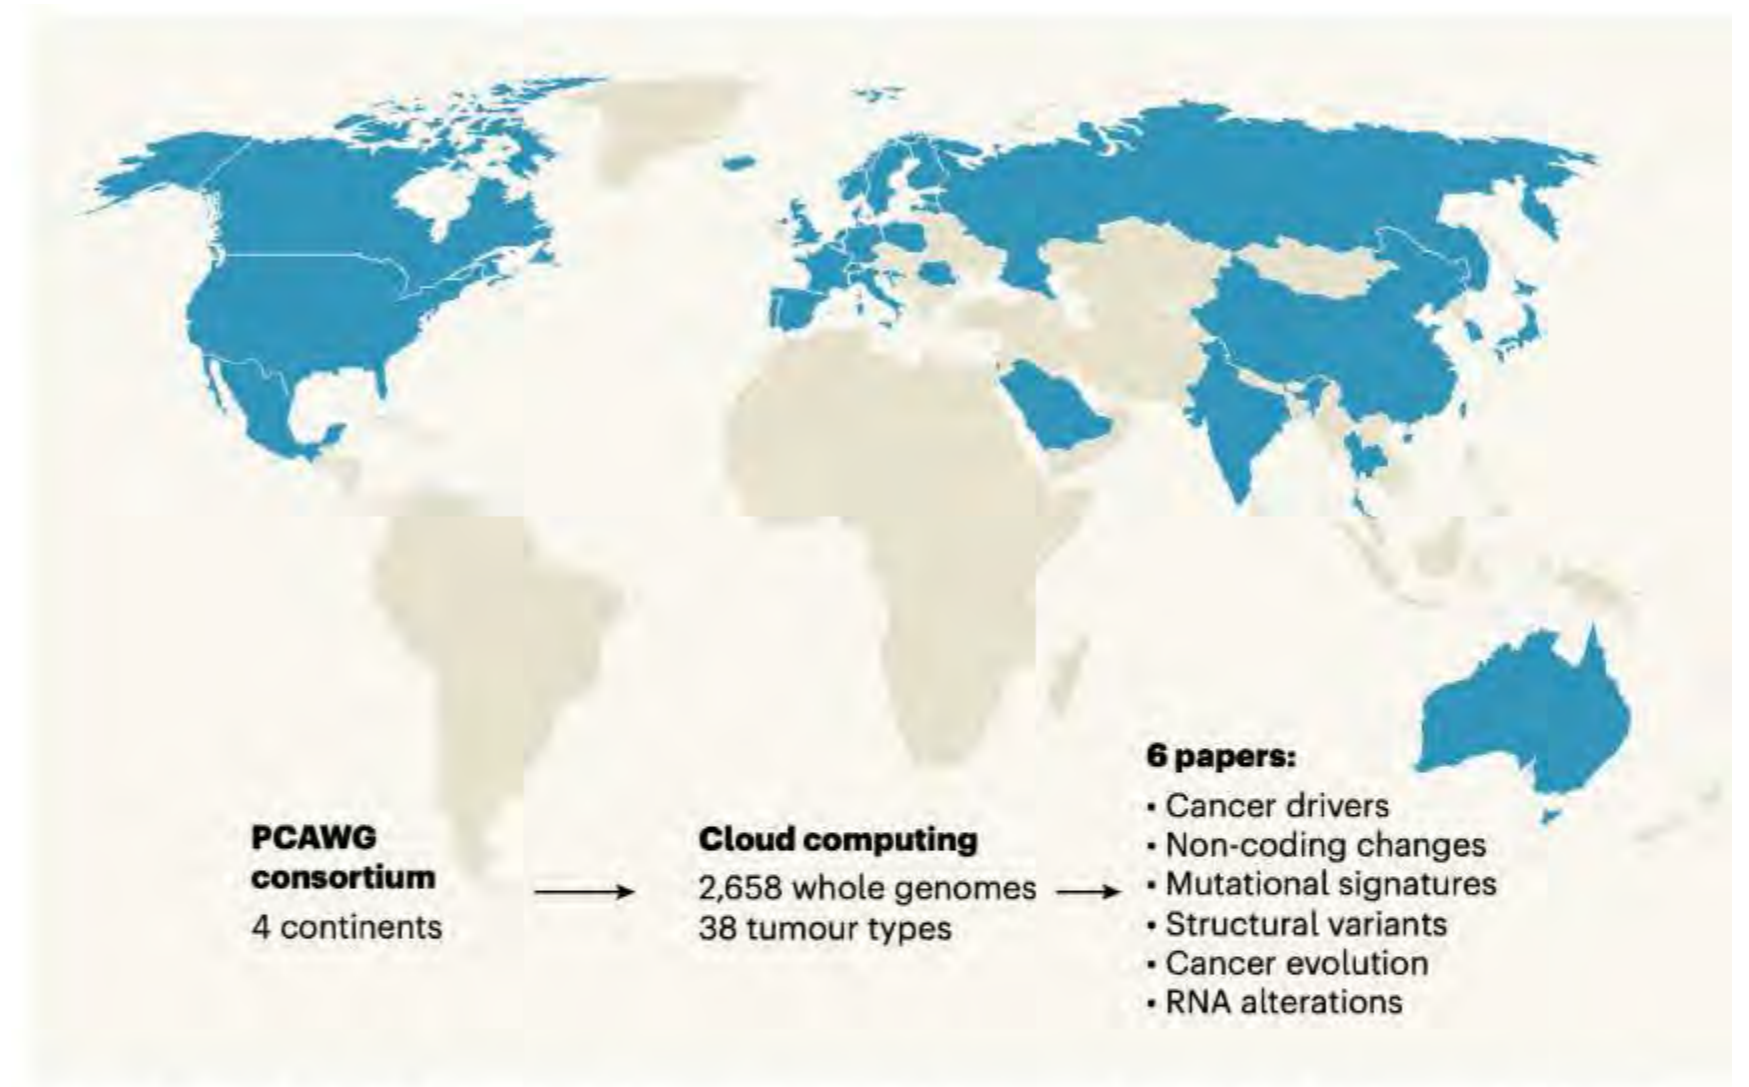 PCAWG
consortium
4 continents
Cloud computing
2,658 whole genomes
38 tumour types
6 papers:
• Cancer drivers
• Non-coding changes
• Mutational signatures
• Structural variants
• Cancer evolution
• RNA alterations